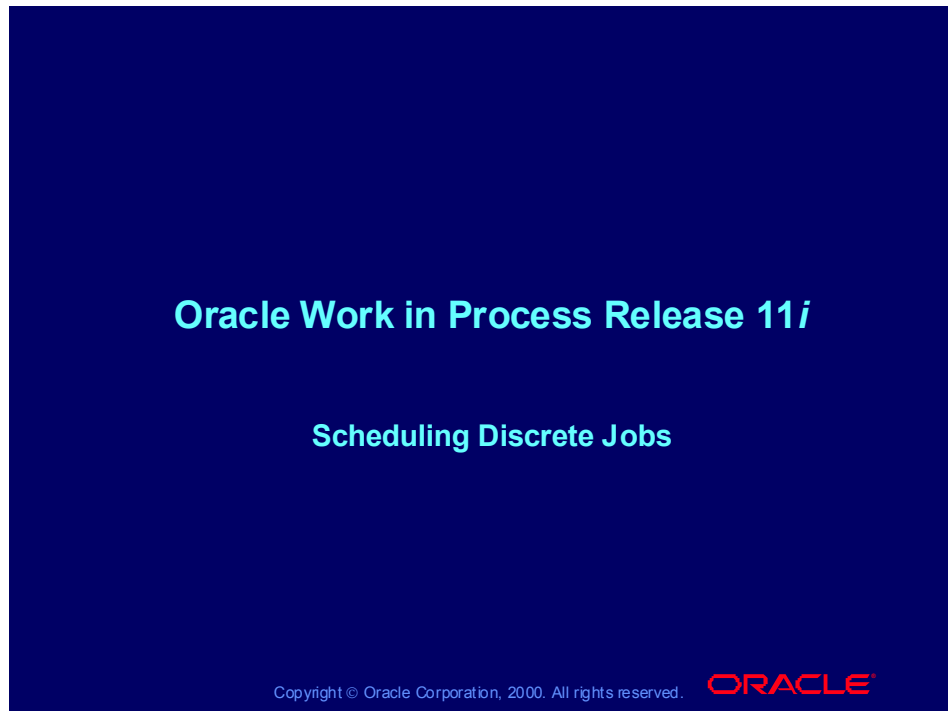 Oracle Work in Process Release 11i
Scheduling Discrete Jobs
Copyright © Oracle Corporation, 2000. All rights reserved.
ORACLE®